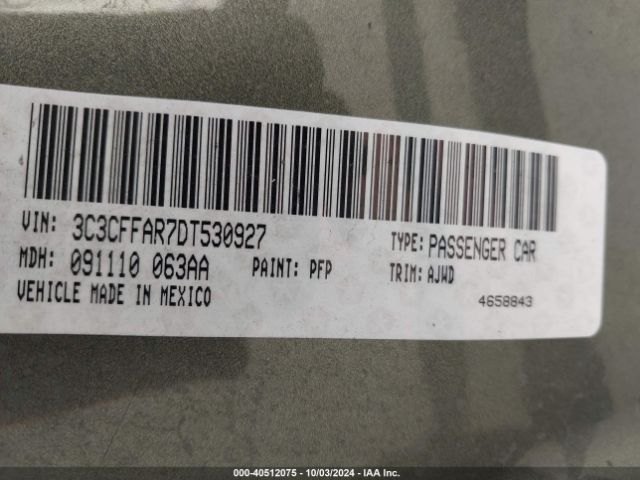 VIN: 3C3CFFAR7DT530927
TYPE: PASSENGER CAR
MDH: 091110 063AA
PAINT: PFP
TRIM: AJWD
VEHICLE MADE IN MEXICO
4658843
000-40512075 - 10/03/2024 - IAA